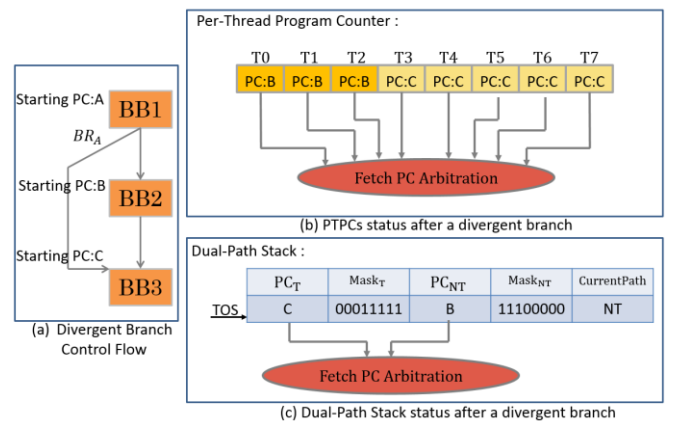 Per-Thread Program Counter :
T0 T1 T2 T3 T4 T5 T6 T7
PC:B PC:B PC:B PC:C PC:C PC:C PC:C PC:C
Fetch PC Arbitration
(b) PTPCs status after a divergent branch
Starting PC:A
BB1
BR_A
Starting PC:B
BB2
Starting PC:C
BB3
(a) Divergent Branch
Control Flow
Dual-Path Stack :
PC_T Mask_T PC_NT Mask_NT CurrentPath
TOS C 00011111 B 11100000 NT
Fetch PC Arbitration
(c) Dual-Path Stack status after a divergent branch